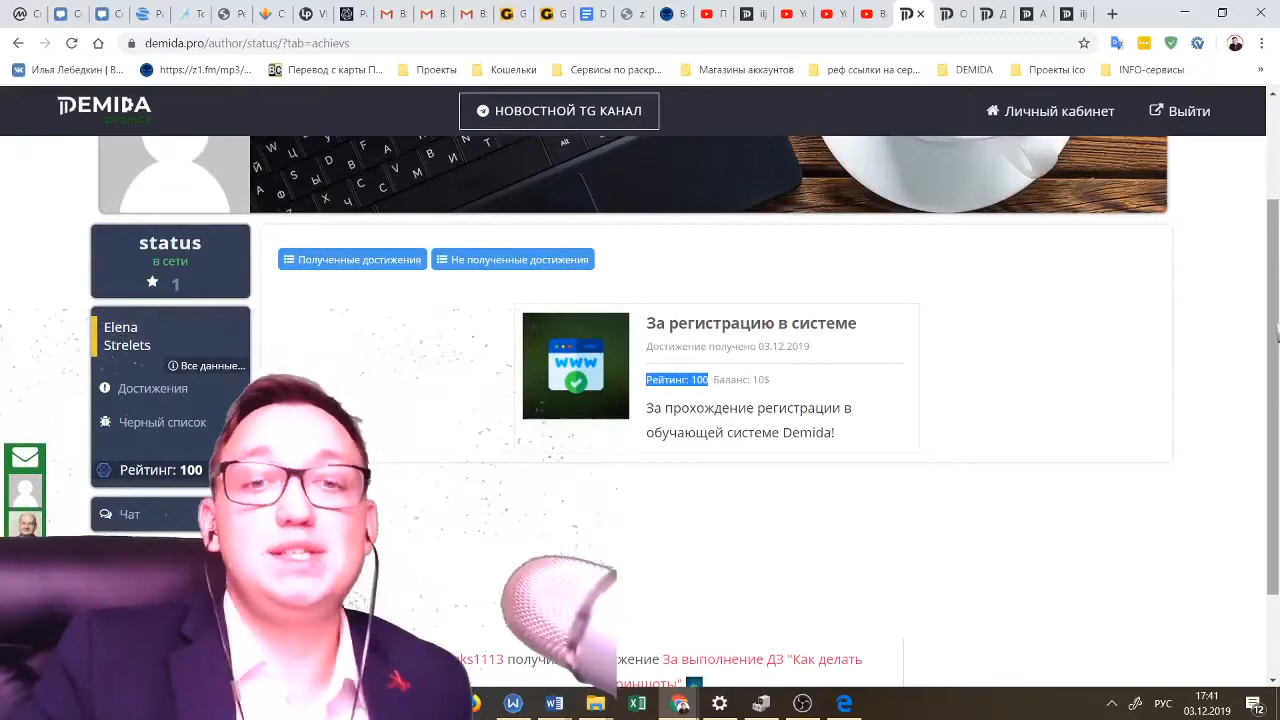 demida.pro/author/status/?tab=achievs
Илья Лебёдкин | В...
https://z1.fm/mp3/...
Перевод с карты П...
Проекты
Кошельки
Сервисы по раскр...
Магазины аккаунтов
реф ссылки на сер...
DEMIDA
Проекты ico
INFO-сервисы
DEMIDA
project
НОВОСТНОЙ TG КАНАЛ
Личный кабинет
Выйти
status
в сети
1
Полученные достижения
Не полученные достижения
За регистрацию в системе
Достижение получено 03.12.2019
Рейтинг: 100 Баланс: 10$
За прохождение регистрации в
обучающей системе Demida!
WWW
Elena
Strelets
Все данные...
Достижения
Черный список
Рейтинг: 100
Чат
ks1113
За выполнение ДЗ "Как делать
РУС
17:41
03.12.2019
12